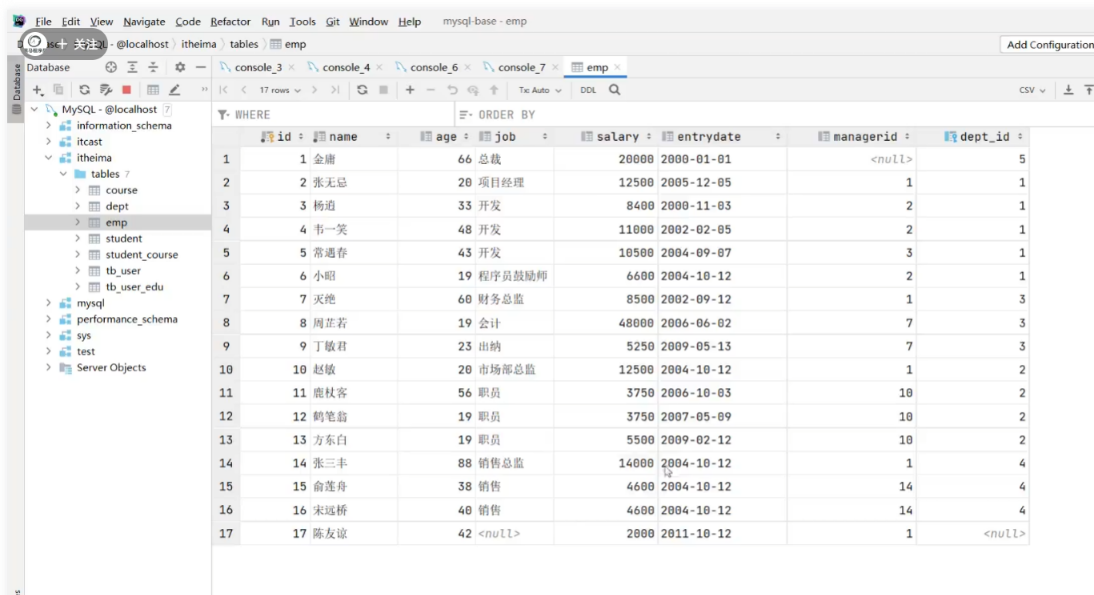 File Edit View Navigate Code Refactor Run Tools Git Window Help mysql-base - emp
关注
@localhost itheima tables emp Add Configuration
Database
console_3 console_4 console_6 console_7 emp
17 rows Tx: Auto DDL CSV
MySQL - @localhost 7
information_schema
itcast
itheima
tables 7
course
dept
emp
student
student_course
tb_user
tb_user_edu
mysql
performance_schema
sys
test
Server Objects
Database
WHERE ORDER BY
id name age job salary entrydate managerid dept_id
1 1 金庸 66 总裁 20000 2000-01-01 <null> 5
2 2 张无忌 20 项目经理 12500 2005-12-05 1 1
3 3 杨逍 33 开发 8400 2000-11-03 2 1
4 4 韦一笑 48 开发 11000 2002-02-05 2 1
5 5 常遇春 43 开发 10500 2004-09-07 3 1
6 6 小昭 19 程序员鼓励师 6600 2004-10-12 2 1
7 7 灭绝 60 财务总监 8500 2002-09-12 1 3
8 8 周芷若 19 会计 48000 2006-06-02 7 3
9 9 丁敏君 23 出纳 5250 2009-05-13 7 3
10 10 赵敏 20 市场部总监 12500 2004-10-12 1 2
11 11 鹿杖客 56 职员 3750 2006-10-03 10 2
12 12 鹤笔翁 19 职员 3750 2007-05-09 10 2
13 13 方东白 19 职员 5500 2009-02-12 10 2
14 14 张三丰 88 销售总监 14000 2004-10-12 1 4
15 15 俞莲舟 38 销售 4600 2004-10-12 14 4
16 16 宋远桥 40 销售 4600 2004-10-12 14 4
17 17 陈友谅 42 <null> 2000 2011-10-12 1 <null>